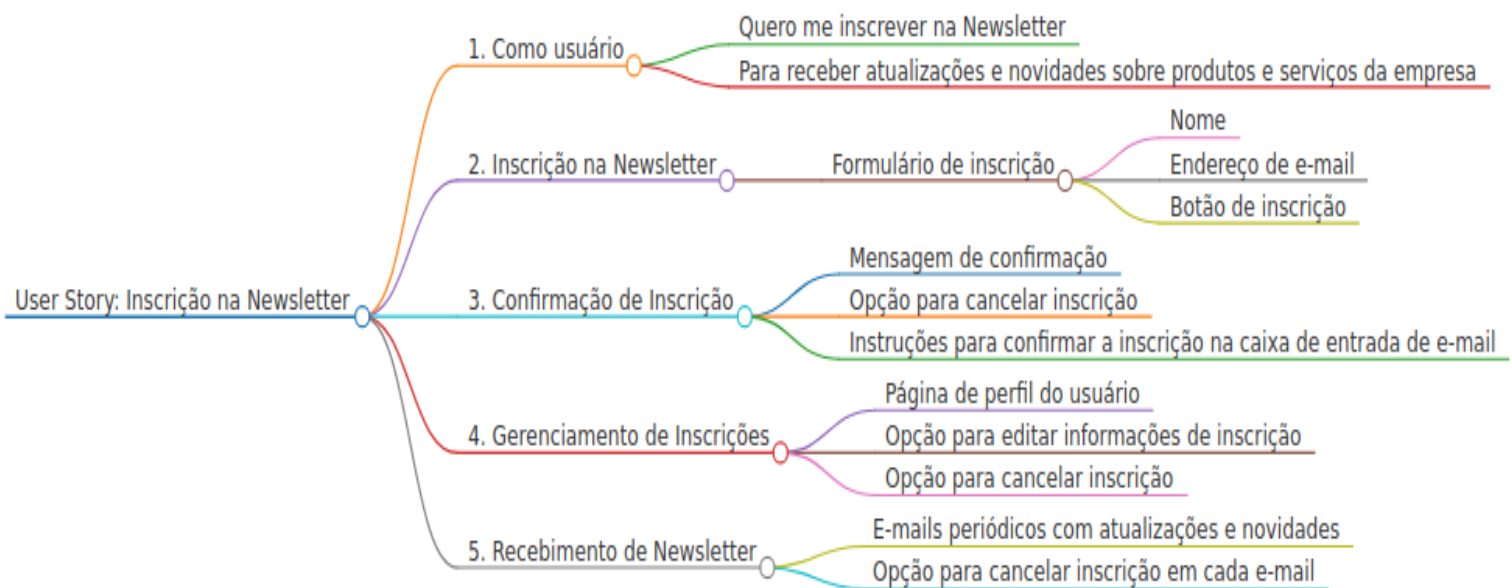 User Story: Inscrição na Newsletter
1. Como usuário
Quero me inscrever na Newsletter
Para receber atualizações e novidades sobre produtos e serviços da empresa
2. Inscrição na Newsletter
Formulário de inscrição
Nome
Endereço de e-mail
Botão de inscrição
3. Confirmação de Inscrição
Mensagem de confirmação
Opção para cancelar inscrição
Instruções para confirmar a inscrição na caixa de entrada de e-mail
4. Gerenciamento de Inscrições
Página de perfil do usuário
Opção para editar informações de inscrição
Opção para cancelar inscrição
5. Recebimento de Newsletter
E-mails periódicos com atualizações e novidades
Opção para cancelar inscrição em cada e-mail